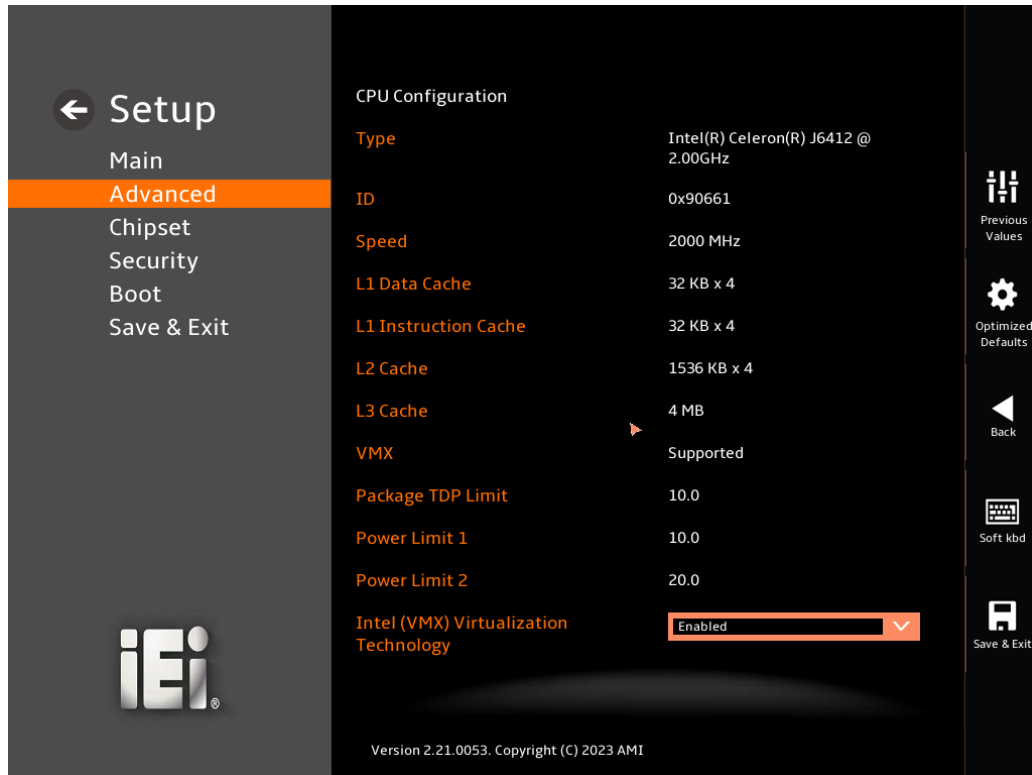 Setup
Main
Advanced
Chipset
Security
Boot
Save & Exit
iEi®
CPU Configuration
Type Intel(R) Celeron(R) J6412 @
2.00GHz
ID 0x90661
Speed 2000 MHz
L1 Data Cache 32 KB x 4
L1 Instruction Cache 32 KB x 4
L2 Cache 1536 KB x 4
L3 Cache 4 MB
VMX Supported
Package TDP Limit 10.0
Power Limit 1 10.0
Power Limit 2 20.0
Intel (VMX) Virtualization Enabled
Technology
Version 2.21.0053. Copyright (C) 2023 AMI
Previous
Values
Optimized
Defaults
Back
Soft kbd
Save & Exit